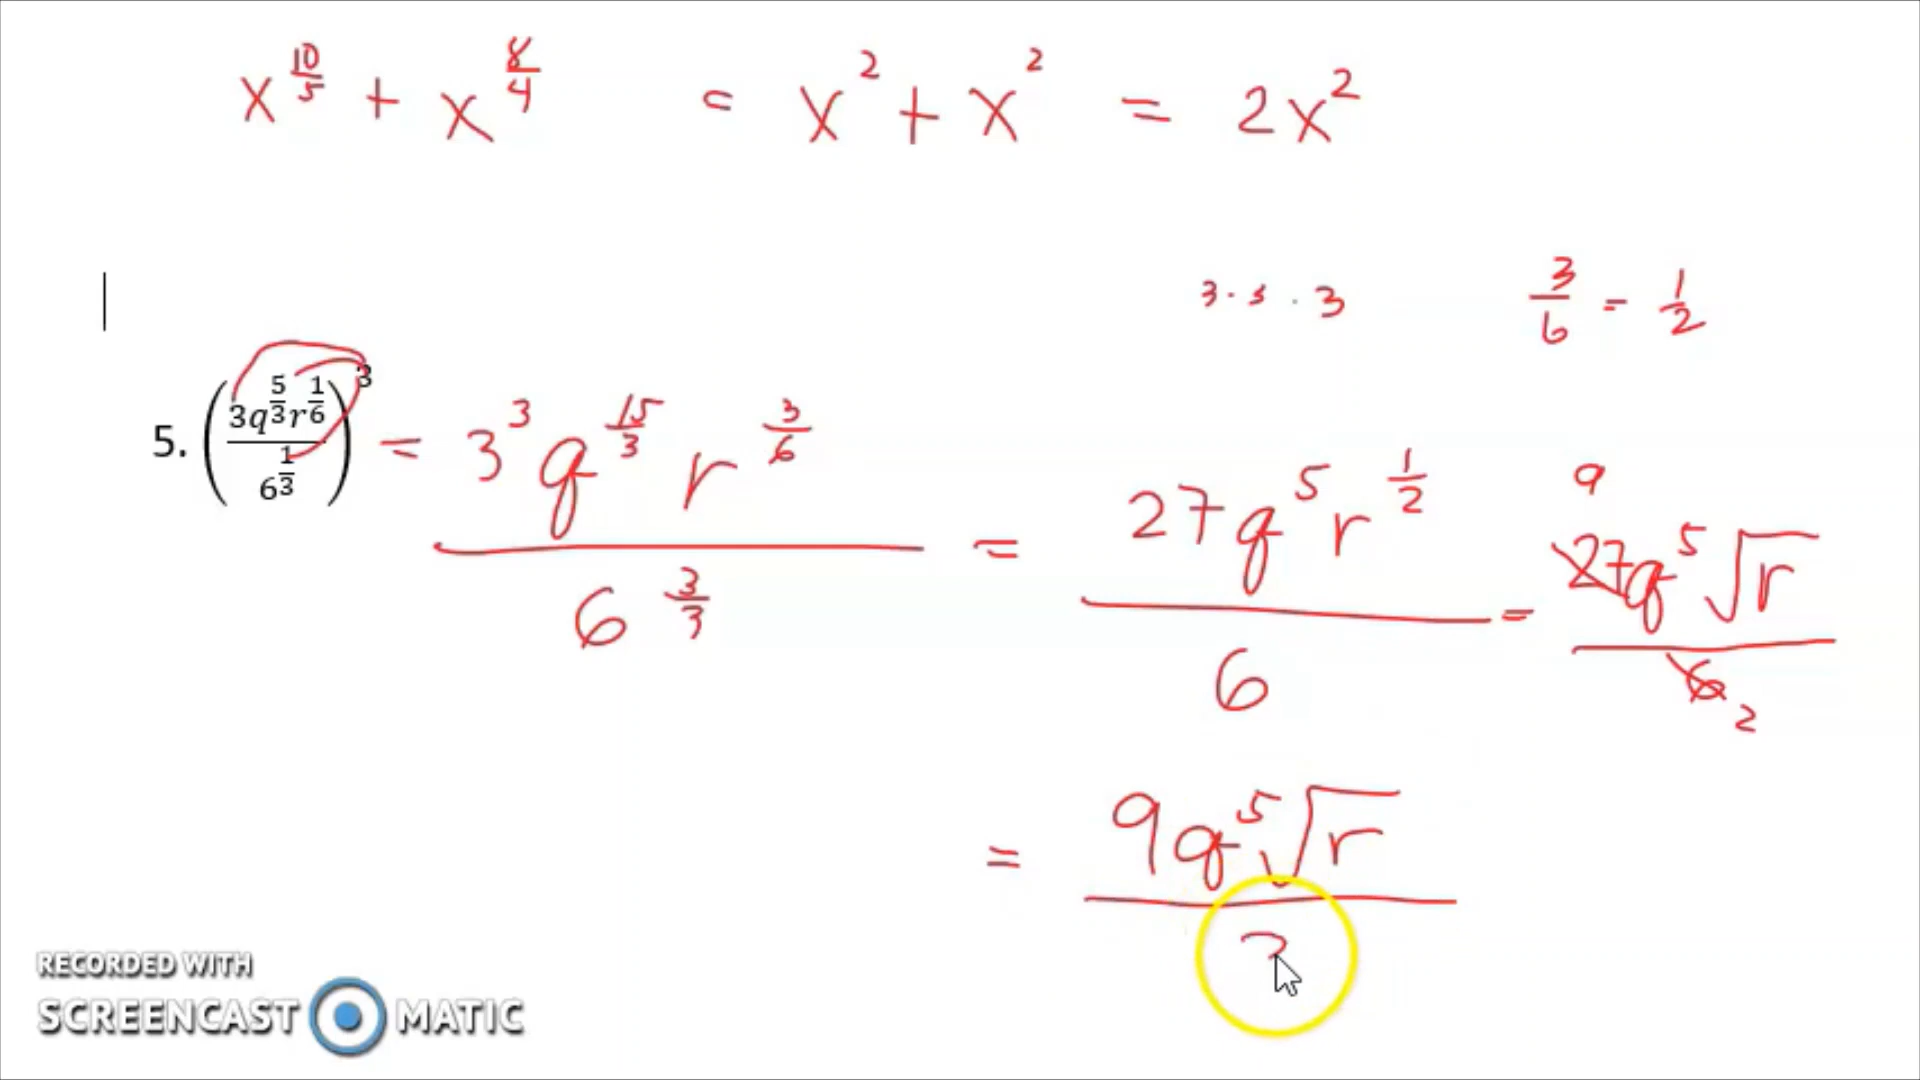 x^(10/5) + x^(8/4) = x^2 + x^2 = 2x^2
3 · 3 · 3    3/6 = 1/2
5. (3q^(5/3)r^(1/6) / 6^(1/3))^3 = 3^3 q^(15/3) r^(3/6) / 6^(3/3) = 27q^5 r^(1/2) / 6 = 27q^5 √r / 6
9
2
= 9q^5 √r /
RECORDED WITH
SCREENCAST MATIC